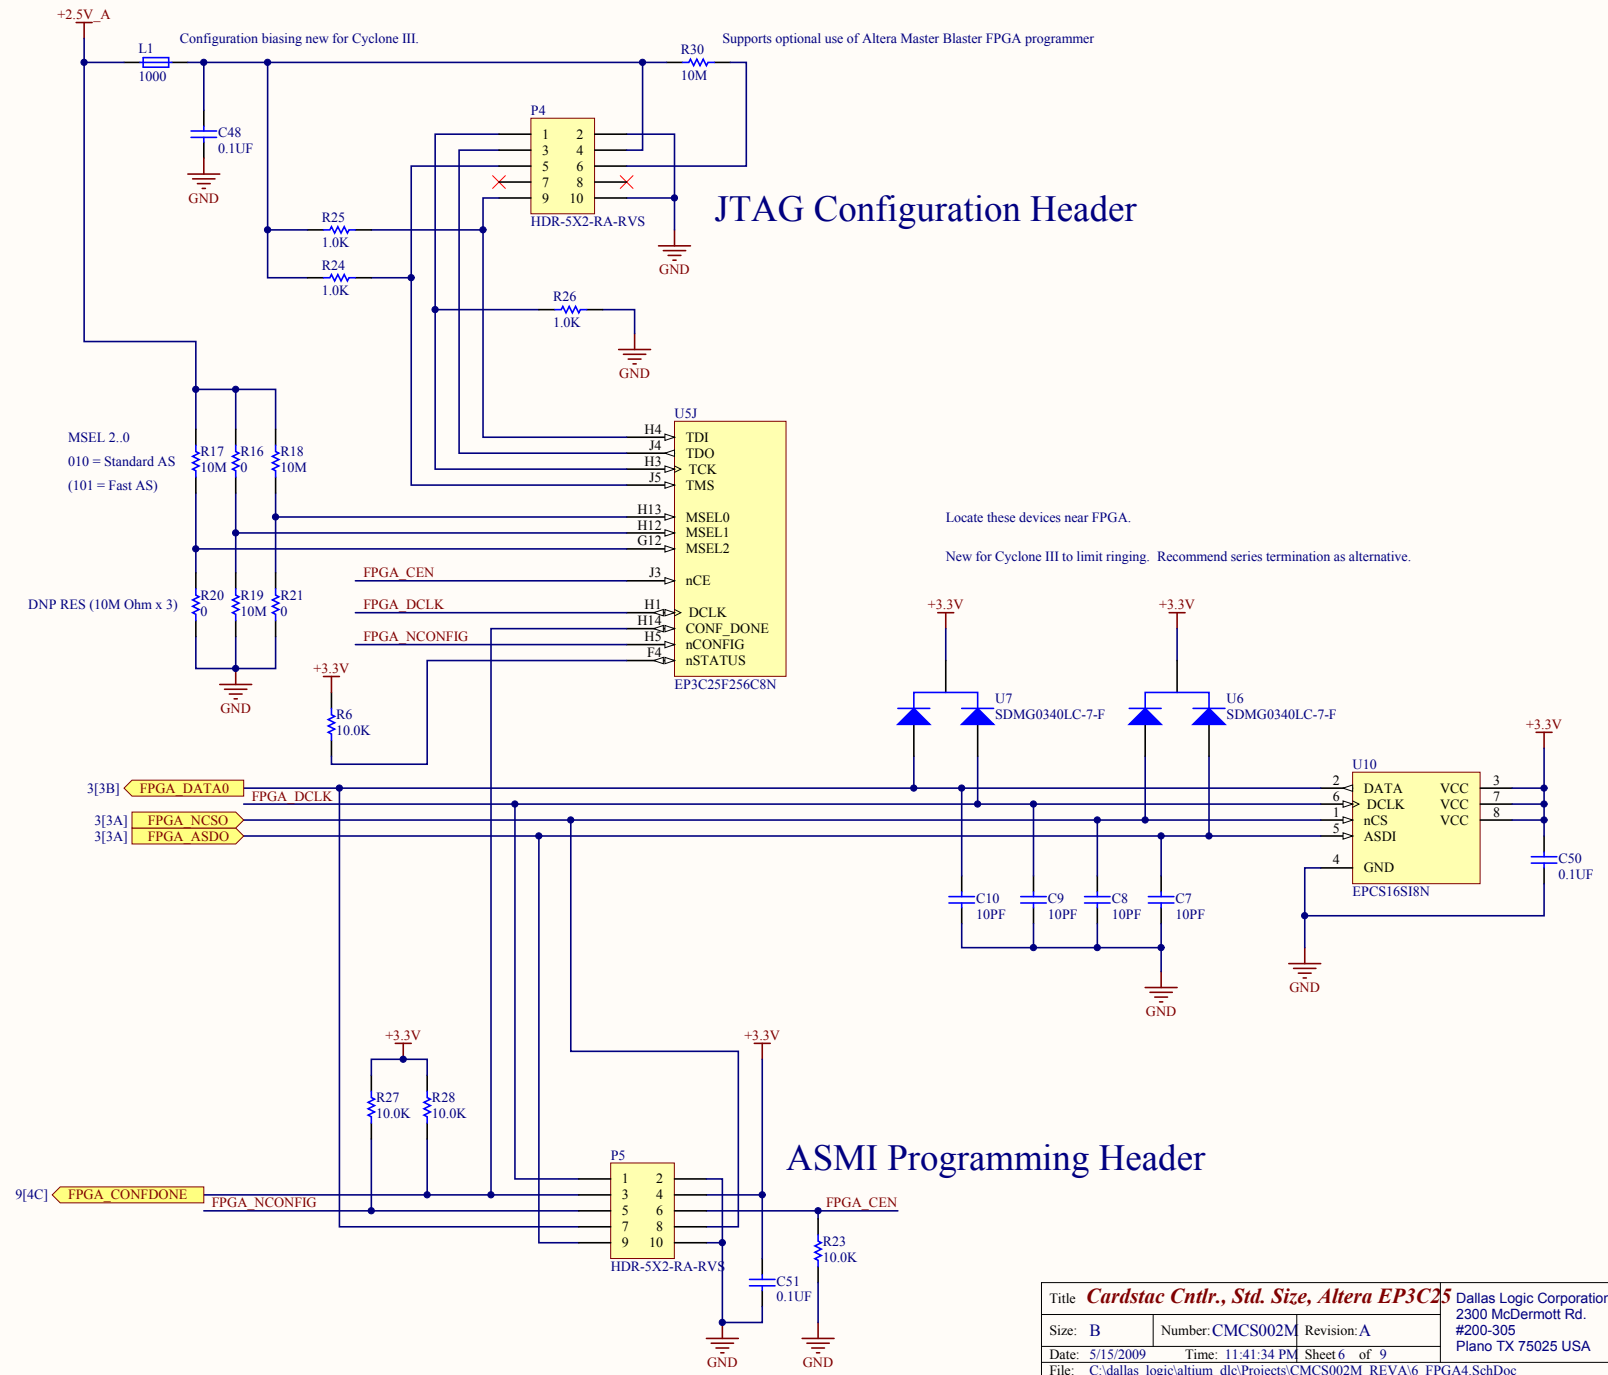 +2.5V_A
L1
1000
Configuration biasing new for Cyclone III.
Supports optional use of Altera Master Blaster FPGA programmer
R30
10M
C48
0.1UF
GND
P4
1 2
3 4
5 6
7 8
9 10
HDR-5X2-RA-RVS
GND
JTAG Configuration Header
R25
1.0K
R24
1.0K
R26
1.0K
GND
MSEL 2..0
010 = Standard AS
(101 = Fast AS)
R17
10M
R16
0
R18
10M
DNP RES (10M Ohm x 3)
R20
0
R19
10M
R21
0
GND
U5J
H4 TDI
J4 TDO
H3 TCK
J5 TMS
H13 MSEL0
H12 MSEL1
G12 MSEL2
FPGA_CEN J3 nCE
FPGA_DCLK H1 DCLK
H14 CONF_DONE
FPGA_NCONFIG H5 nCONFIG
F4 nSTATUS
EP3C25F256C8N
+3.3V
R6
10.0K
Locate these devices near FPGA.
New for Cyclone III to limit ringing. Recommend series termination as alternative.
+3.3V
+3.3V
U7
SDMG0340LC-7-F
U6
SDMG0340LC-7-F
+3.3V
3[3B] FPGA_DATA0
FPGA_DCLK
3[3A] FPGA_NCSO
3[3A] FPGA_ASDO
U10
2 DATA VCC 3
6 DCLK VCC 7
1 nCS VCC 8
5 ASDI
4 GND
EPCS16SI8N
C50
0.1UF
C10
10PF
C9
10PF
C8
10PF
C7
10PF
GND
GND
+3.3V
+3.3V
R27
10.0K
R28
10.0K
ASMI Programming Header
P5
1 2
3 4
5 6
7 8
9 10
HDR-5X2-RA-RVS
9[4C] FPGA_CONFDONE
FPGA_NCONFIG
FPGA_CEN
R23
10.0K
C51
0.1UF
GND
GND
Title Cardstac Cntlr., Std. Size, Altera EP3C25
Size: B Number: CMCS002M Revision: A
Date: 5/15/2009 Time: 11:41:34 PM Sheet 6 of 9
File: C:\dallas_logic\altium_dlc\Projects\CMCS002M_REVA\6_FPGA4.SchDoc
Dallas Logic Corporation
2300 McDermott Rd.
#200-305
Plano TX 75025 USA